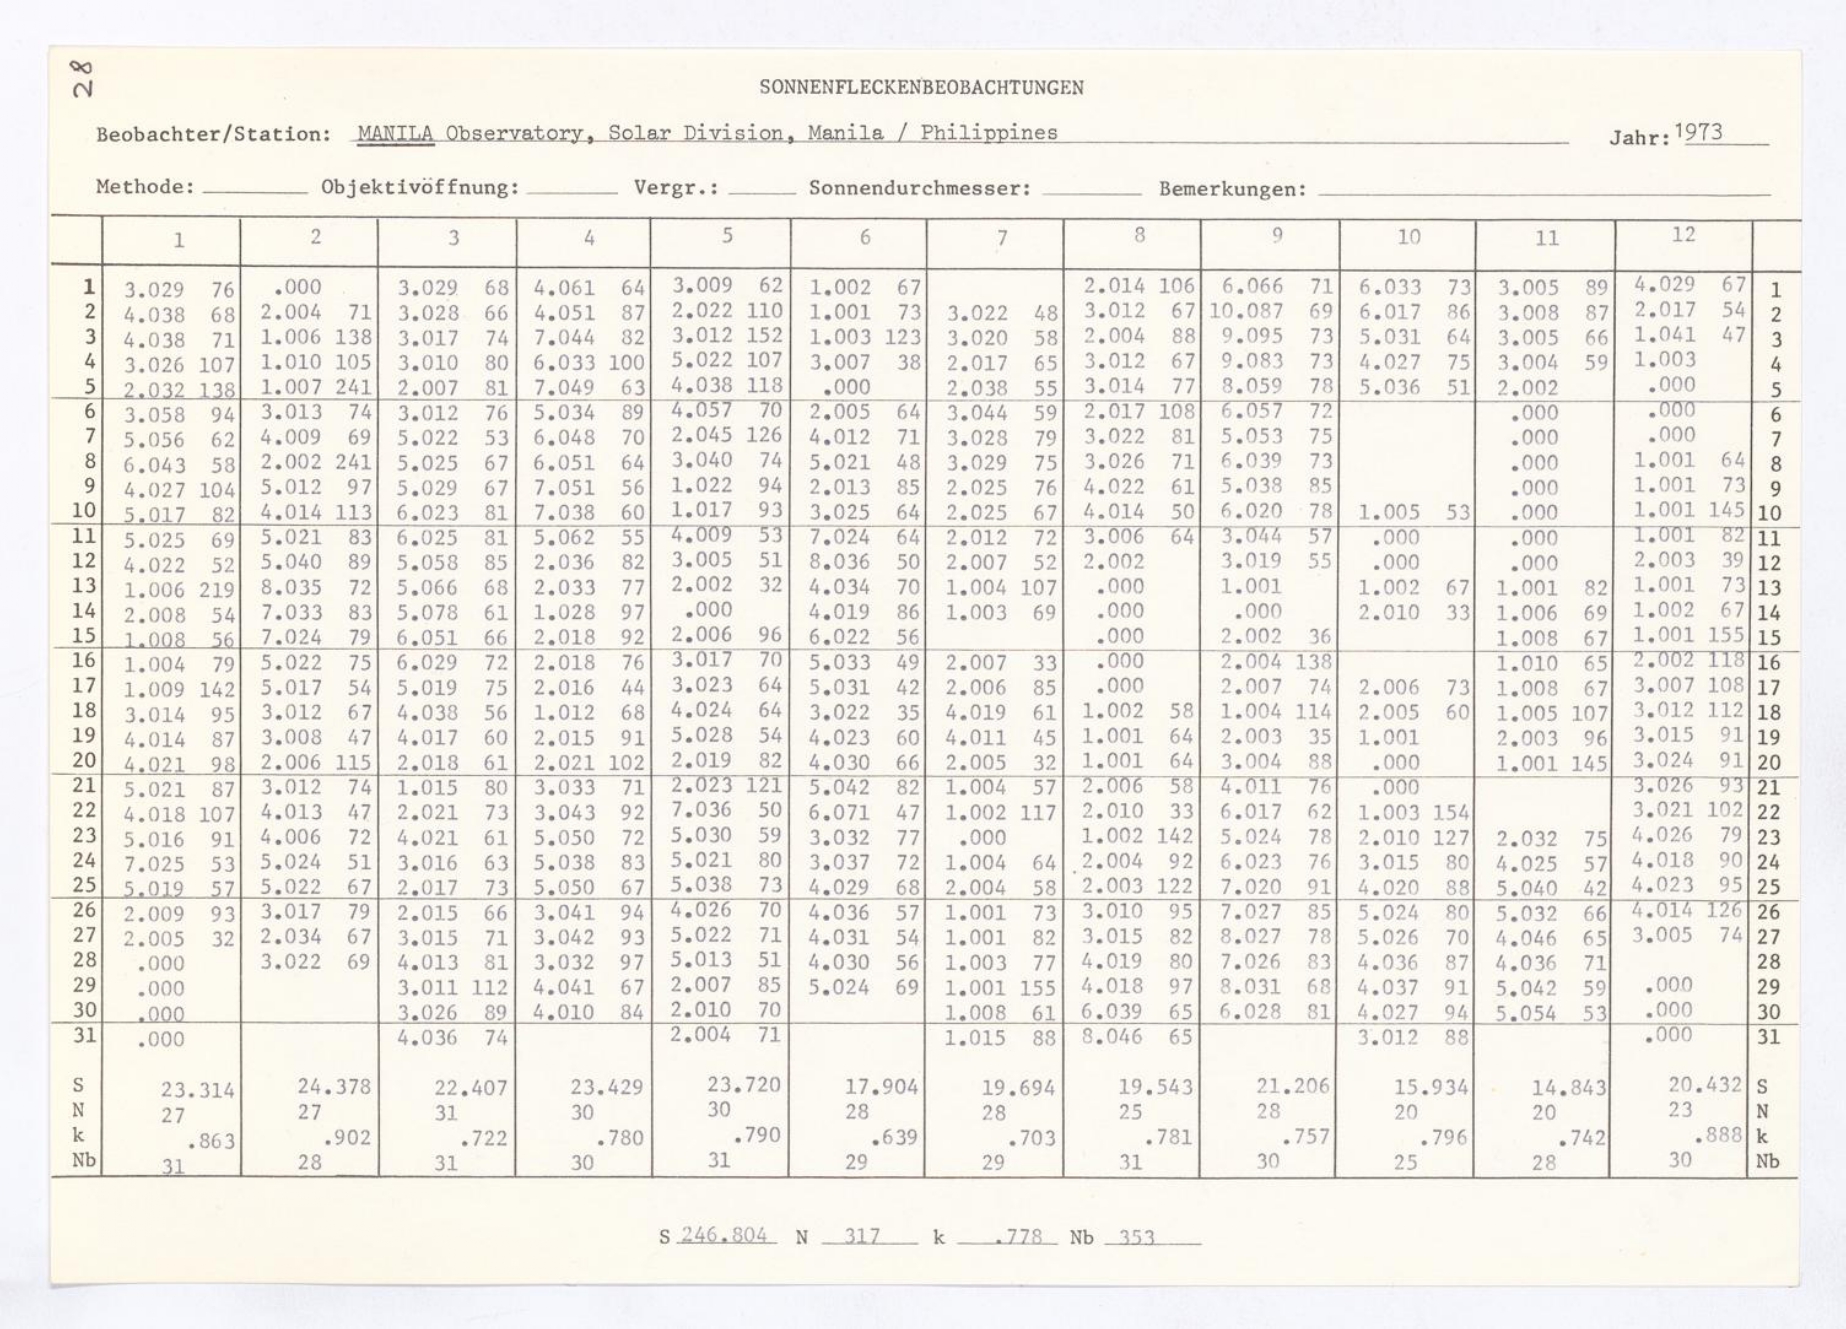 28
SONNENFLECKENBEOBACHTUNGEN
Beobachter/Station: MANILA Observatory, Solar Division, Manila / Philippines Jahr: 1973
Methode: Objektivöffnung: Vergr.: Sonnendurchmesser: Bemerkungen:
1 2 3 4 5 6 7 8 9 10 11 12
1 3.029 76 .000 3.029 68 4.061 64 3.009 62 1.002 67 2.014 106 6.066 71 6.033 73 3.005 89 4.029 67 1
2 4.038 68 2.004 71 3.028 66 4.051 87 2.022 110 1.001 73 3.022 48 3.012 67 10.087 69 6.017 86 3.008 87 2.017 54 2
3 4.038 71 1.006 138 3.017 74 7.044 82 3.012 152 1.003 123 3.020 58 2.004 88 9.095 73 5.031 64 3.005 66 1.041 47 3
4 3.026 107 1.010 105 3.010 80 6.033 100 5.022 107 3.007 38 2.017 65 3.012 67 9.083 73 4.027 75 3.004 59 1.003 4
5 2.032 138 1.007 241 2.007 81 7.049 63 4.038 118 .000 2.038 55 3.014 77 8.059 78 5.036 51 2.002 .000 5
6 3.058 94 3.013 74 3.012 76 5.034 89 4.057 70 2.005 64 3.044 59 2.017 108 6.057 72 .000 .000 6
7 5.056 62 4.009 69 5.022 53 6.048 70 2.045 126 4.012 71 3.028 79 3.022 81 5.053 75 .000 .000 7
8 6.043 58 2.002 241 5.025 67 6.051 64 3.040 74 5.021 48 3.029 75 3.026 71 6.039 73 .000 1.001 64 8
9 4.027 104 5.012 97 5.029 67 7.051 56 1.022 94 2.013 85 2.025 76 4.022 61 5.038 85 .000 1.001 73 9
10 5.017 82 4.014 113 6.023 81 7.038 60 1.017 93 3.025 64 2.025 67 4.014 50 6.020 78 1.005 53 .000 1.001 145 10
11 5.025 69 5.021 83 6.025 81 5.062 55 4.009 53 7.024 64 2.012 72 3.006 64 3.044 57 .000 .000 1.001 82 11
12 4.022 52 5.040 89 5.058 85 2.036 82 3.005 51 8.036 50 2.007 52 2.002 3.019 55 .000 .000 2.003 39 12
13 1.006 219 8.035 72 5.066 68 2.033 77 2.002 32 4.034 70 1.004 107 .000 1.001 1.002 67 1.001 82 1.001 73 13
14 2.008 54 7.033 83 5.078 61 1.028 97 .000 4.019 86 1.003 69 .000 .000 2.010 33 1.006 69 1.002 67 14
15 1.008 56 7.024 79 6.051 66 2.018 92 2.006 96 6.022 56 .000 2.002 36 1.008 67 1.001 155 15
16 1.004 79 5.022 75 6.029 72 2.018 76 3.017 70 5.033 49 2.007 33 .000 2.004 138 1.010 65 2.002 118 16
17 1.009 142 5.017 54 5.019 75 2.016 44 3.023 64 5.031 42 2.006 85 .000 2.007 74 2.006 73 1.008 67 3.007 108 17
18 3.014 95 3.012 67 4.038 56 1.012 68 4.024 64 3.022 35 4.019 61 1.002 58 1.004 114 2.005 60 1.005 107 3.012 112 18
19 4.014 87 3.008 47 4.017 60 2.015 91 5.028 54 4.023 60 4.011 45 1.001 64 2.003 35 1.001 2.003 96 3.015 91 19
20 4.021 98 2.006 115 2.018 61 2.021 102 2.019 82 4.030 66 2.005 32 1.001 64 3.004 88 .000 1.001 145 3.024 91 20
21 5.021 87 3.012 74 1.015 80 3.033 71 2.023 121 5.042 82 1.004 57 2.006 58 4.011 76 .000 3.026 93 21
22 4.018 107 4.013 47 2.021 73 3.043 92 7.036 50 6.071 47 1.002 117 2.010 33 6.017 62 1.003 154 3.021 102 22
23 5.016 91 4.006 72 4.021 61 5.050 72 5.030 59 3.032 77 .000 1.002 142 5.024 78 2.010 127 2.032 75 4.026 79 23
24 7.025 53 5.024 51 3.016 63 5.038 83 5.021 80 3.037 72 1.004 64 2.004 92 6.023 76 3.015 80 4.025 57 4.018 90 24
25 5.019 57 5.022 67 2.017 73 5.050 67 5.038 73 4.029 68 2.004 58 2.003 122 7.020 91 4.020 88 5.040 42 4.023 95 25
26 2.009 93 3.017 79 2.015 66 3.041 94 4.026 70 4.036 57 1.001 73 3.010 95 7.027 85 5.024 80 5.032 66 4.014 126 26
27 2.005 32 2.034 67 3.015 71 3.042 93 5.022 71 4.031 54 1.001 82 3.015 82 8.027 78 5.026 70 4.046 65 3.005 74 27
28 .000 3.022 69 4.013 81 3.032 97 5.013 51 4.030 56 1.003 77 4.019 80 7.026 83 4.036 87 4.036 71 28
29 .000 3.011 112 4.041 67 2.007 85 5.024 69 1.001 155 4.018 97 8.031 68 4.037 91 5.042 59 .000 29
30 .000 3.026 89 4.010 84 2.010 70 1.008 61 6.039 65 6.028 81 4.027 94 5.054 53 .000 30
31 .000 4.036 74 2.004 71 1.015 88 8.046 65 3.012 88 .000 31
S 23.314 24.378 22.407 23.429 23.720 17.904 19.694 19.543 21.206 15.934 14.843 20.432 S
N 27 27 31 30 30 28 28 25 28 20 20 23 N
k .863 .902 .722 .780 .790 .639 .703 .781 .757 .796 .742 .888 k
Nb 31 28 31 30 31 29 29 31 30 25 28 30 Nb
S 246.804 N 317 k .778 Nb 353